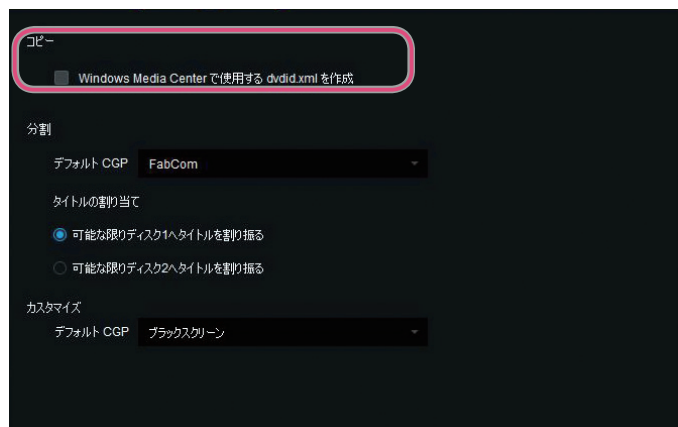 コピー
Windows Media Center で使用する dvdid.xml を作成
分割
デフォルト CGP FabCom
タイトルの割り当て
可能な限りディスク1へタイトルを割り振る
可能な限りディスク2へタイトルを割り振る
カスタマイズ
デフォルト CGP ブラックスクリーン